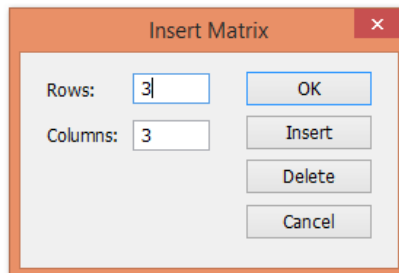 Insert Matrix
Rows: 3 OK
Columns: 3 Insert
Delete
Cancel